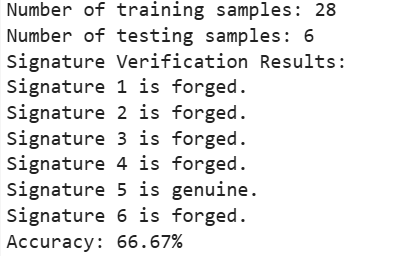 Number of training samples: 28
Number of testing samples: 6
Signature Verification Results:
Signature 1 is forged.
Signature 2 is forged.
Signature 3 is forged.
Signature 4 is forged.
Signature 5 is genuine.
Signature 6 is forged.
Accuracy: 66.67%